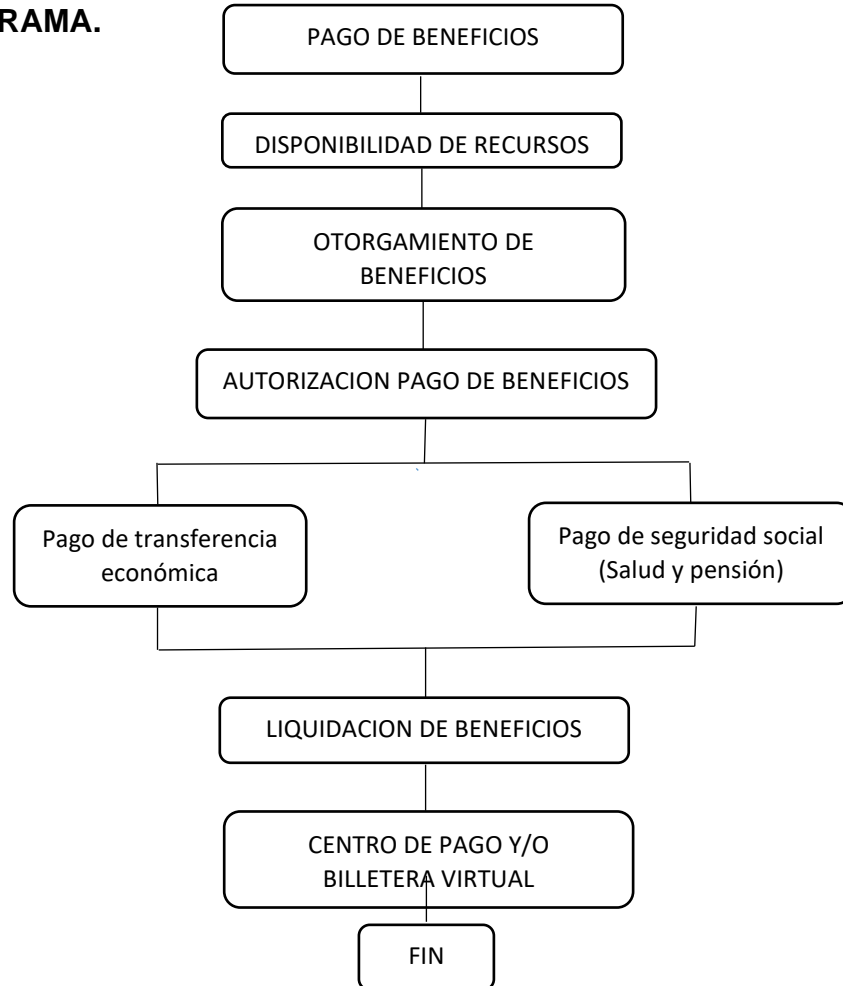 RAMA.
PAGO DE BENEFICIOS
DISPONIBILIDAD DE RECURSOS
OTORGAMIENTO DE
BENEFICIOS
AUTORIZACION PAGO DE BENEFICIOS
Pago de transferencia
económica
Pago de seguridad social
(Salud y pensión)
LIQUIDACION DE BENEFICIOS
CENTRO DE PAGO Y/O
BILLETERA VIRTUAL
FIN